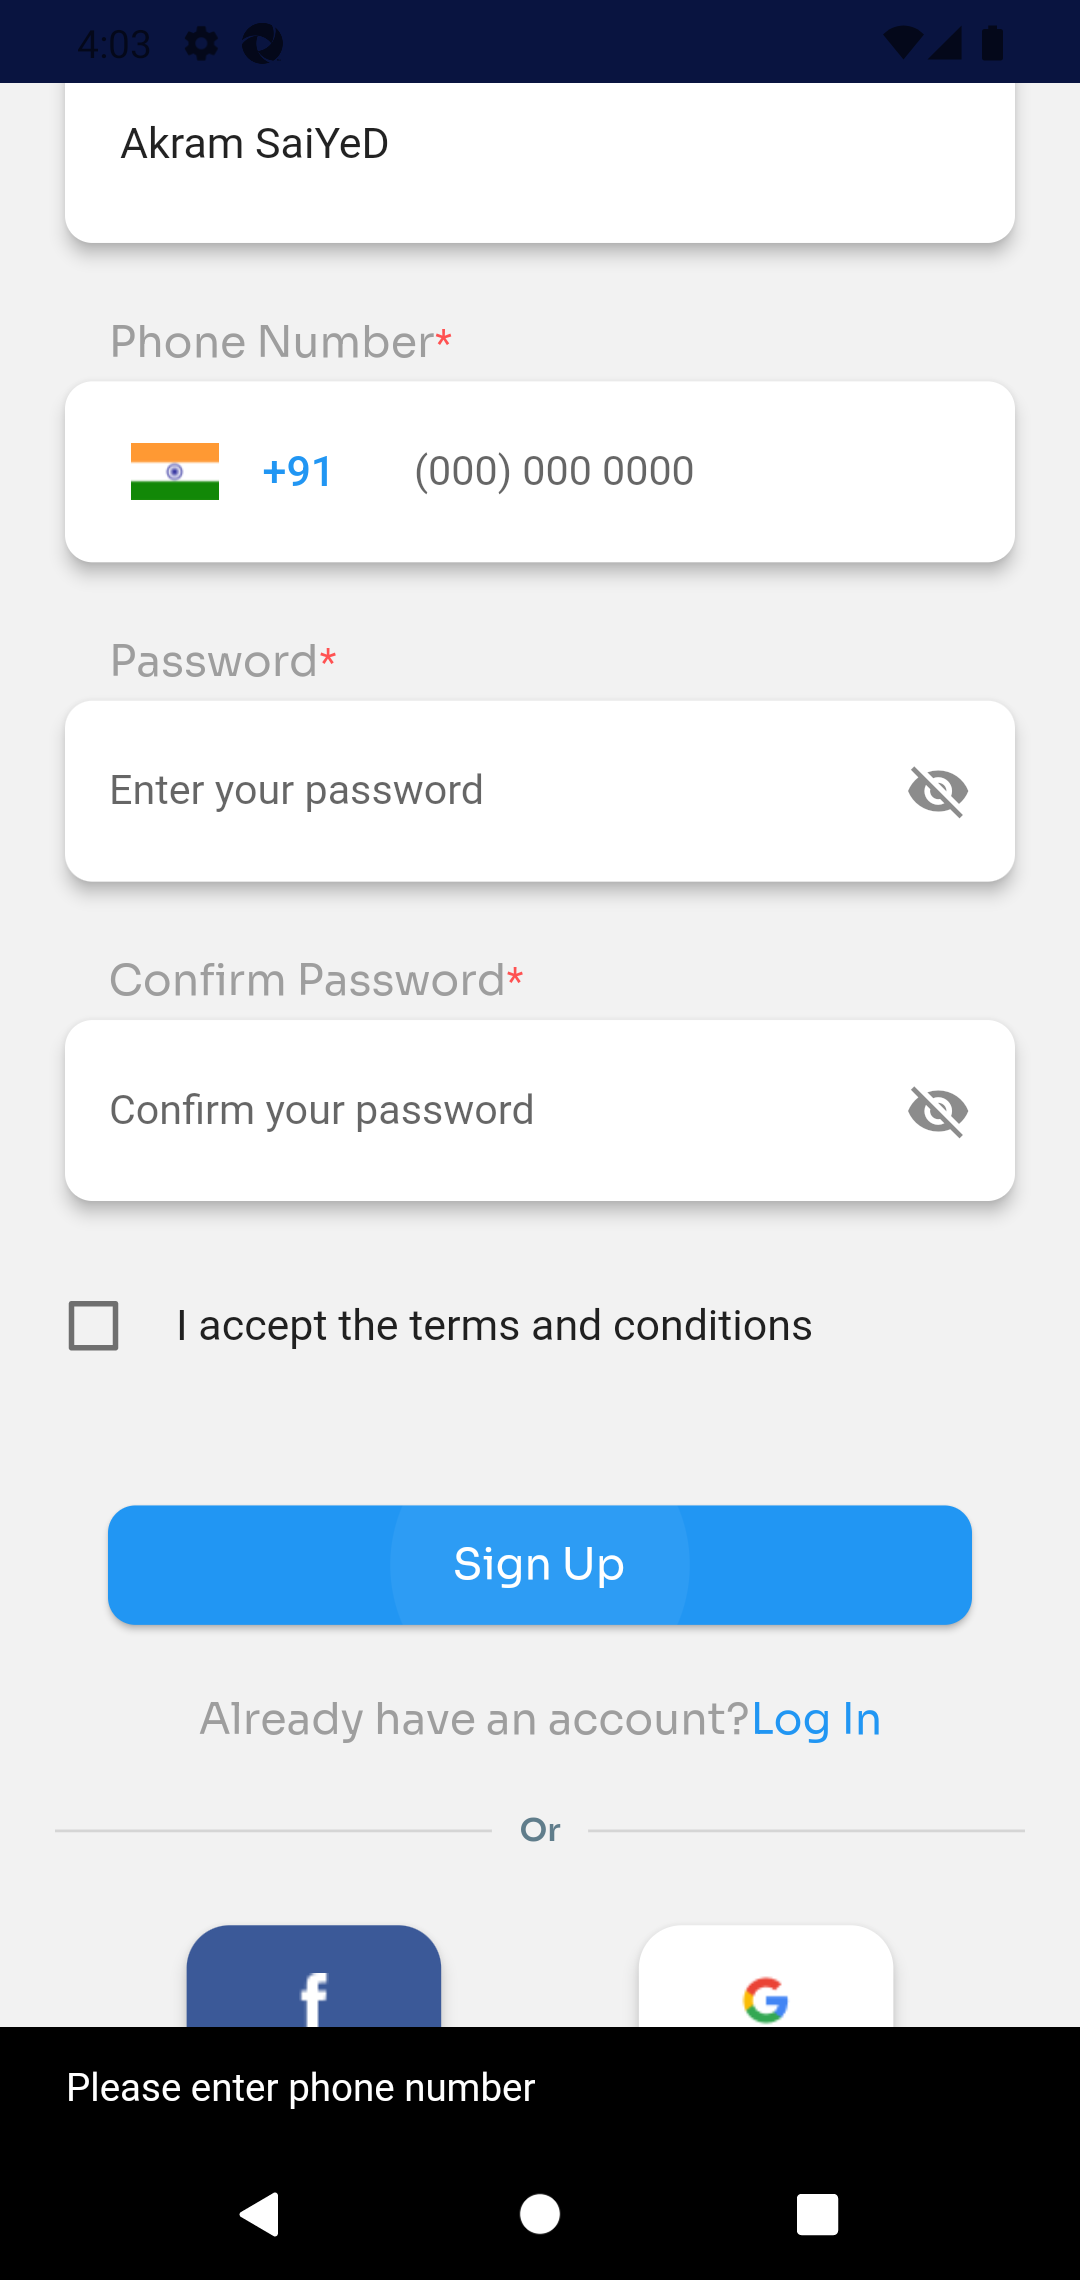 4:03
Akram SaiYeD
Phone Number*
+91 (000) 000 0000
Password*
Enter your password
Confirm Password*
Confirm your password
I accept the terms and conditions
Sign Up
Already have an account?Log In
Or
f
G
Please enter phone number